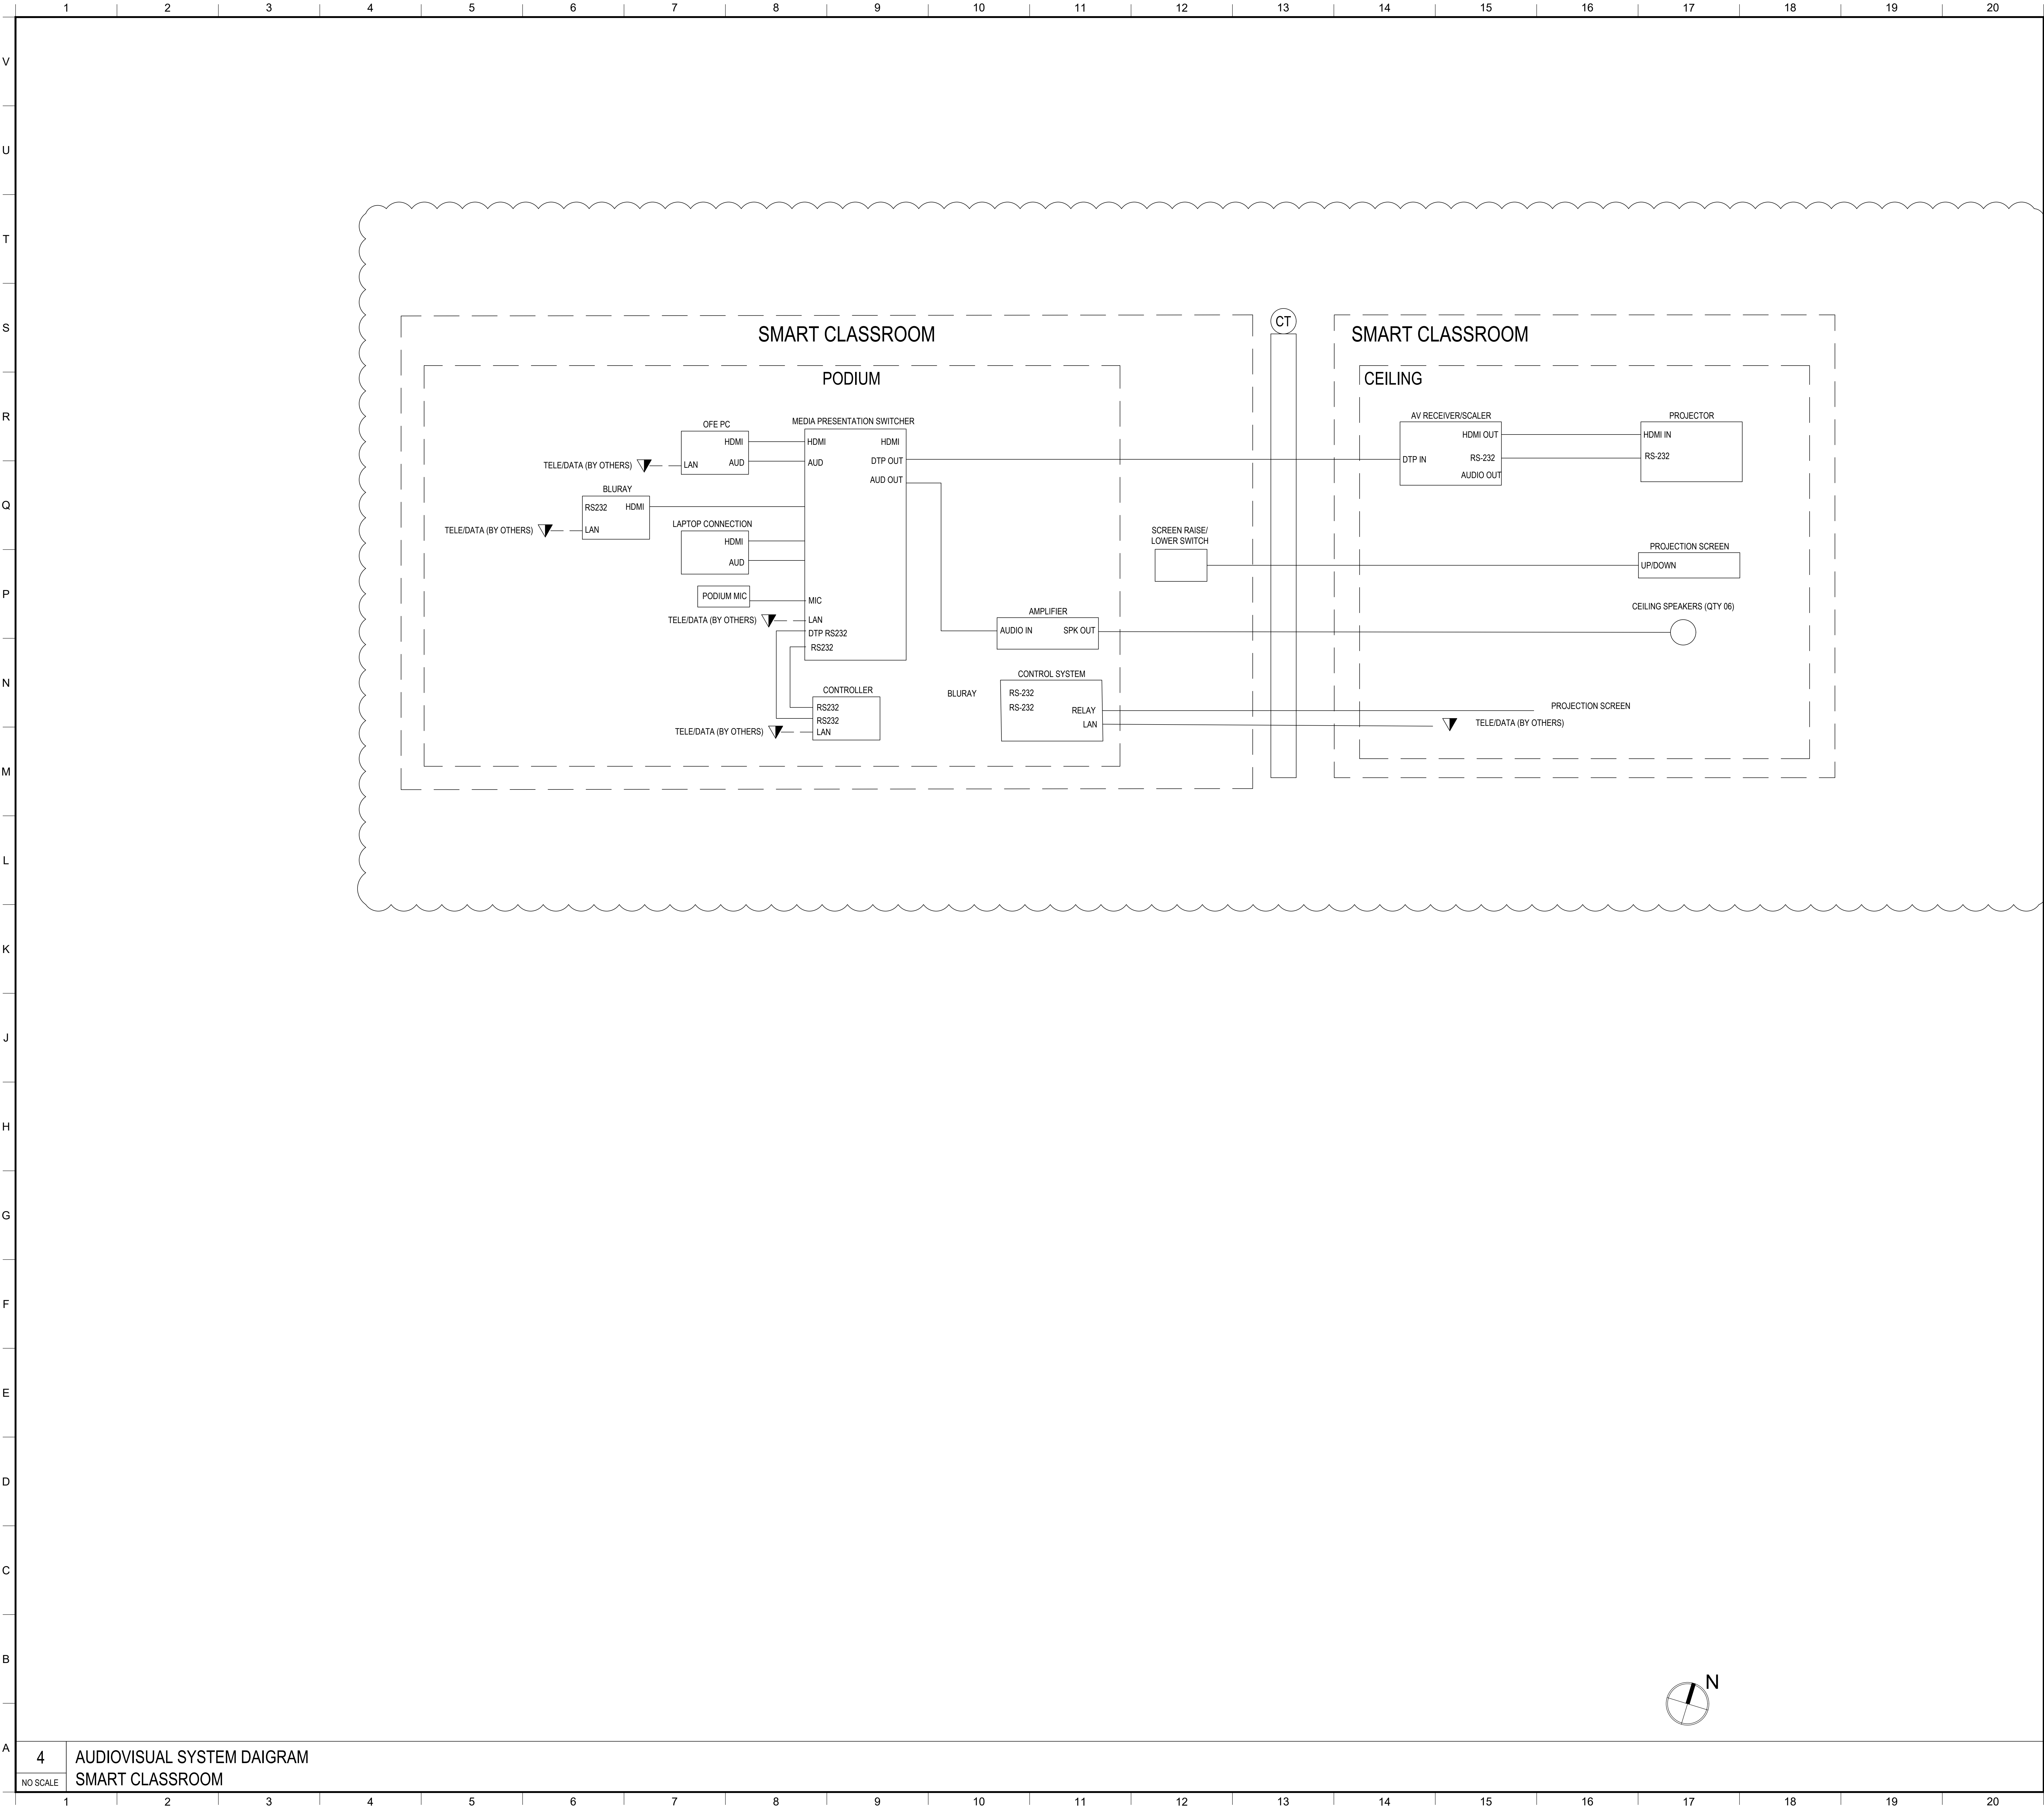 1 2 3 4 5 6 7 8 9 10 11 12 13 14 15 16 17 18 19 20
V
U
T
S
R
Q
P
N
M
L
K
J
H
G
F
E
D
C
B
A
SMART CLASSROOM
PODIUM
OFE PC
HDMI
AUD
LAN
TELE/DATA (BY OTHERS)
BLURAY
RS232 HDMI
LAN
TELE/DATA (BY OTHERS)
LAPTOP CONNECTION
HDMI
AUD
PODIUM MIC
TELE/DATA (BY OTHERS)
MEDIA PRESENTATION SWITCHER
HDMI
AUD
MIC
LAN
DTP RS232
RS232
HDMI
DTP OUT
AUD OUT
CONTROLLER
RS232
RS232
LAN
TELE/DATA (BY OTHERS)
AMPLIFIER
AUDIO IN SPK OUT
BLURAY
CONTROL SYSTEM
RS-232
RS-232
RELAY
LAN
SCREEN RAISE/
LOWER SWITCH
CT
SMART CLASSROOM
CEILING
AV RECEIVER/SCALER
HDMI OUT
DTP IN
RS-232
AUDIO OUT
PROJECTOR
HDMI IN
RS-232
PROJECTION SCREEN
UP/DOWN
CEILING SPEAKERS (QTY 06)
PROJECTION SCREEN
TELE/DATA (BY OTHERS)
N
4
NO SCALE
AUDIOVISUAL SYSTEM DAIGRAM
SMART CLASSROOM
1 2 3 4 5 6 7 8 9 10 11 12 13 14 15 16 17 18 19 20